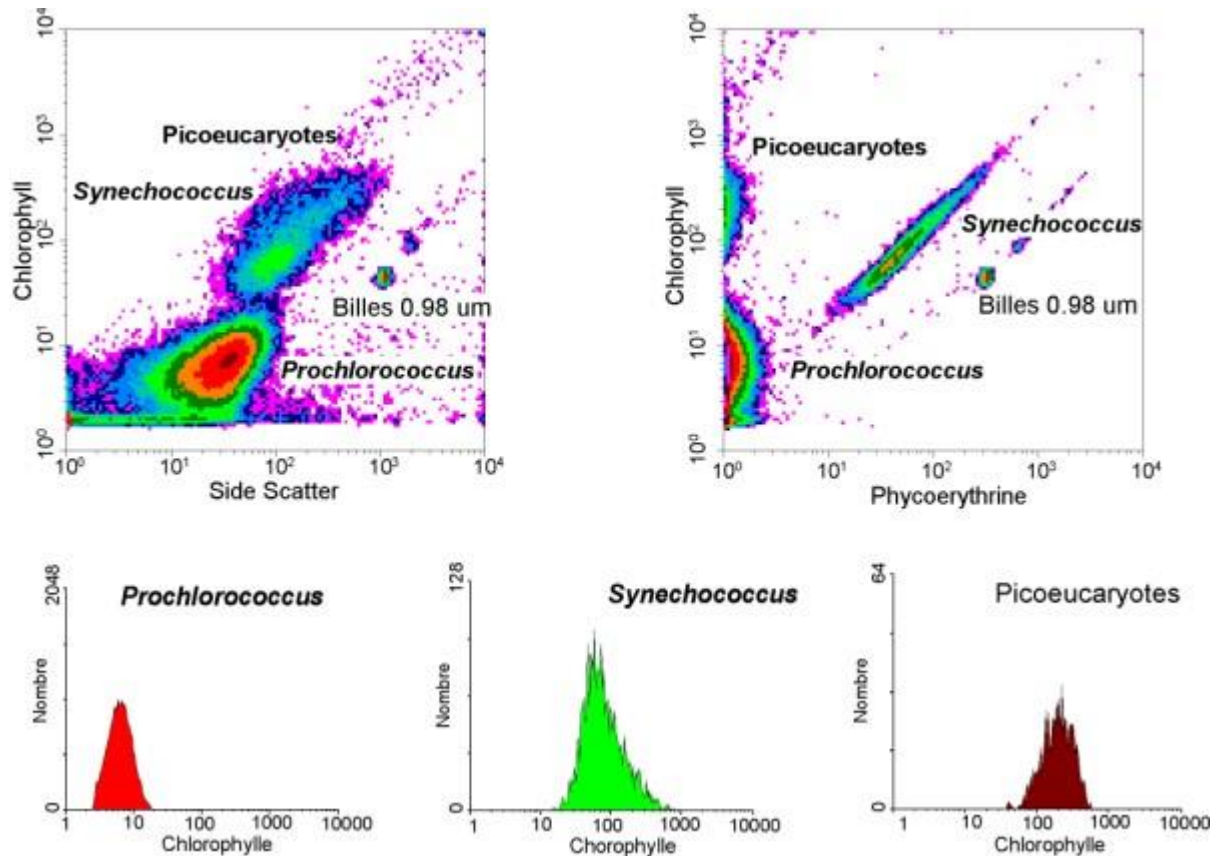 10⁴
10³
10²
10¹
10⁰
Chlorophyll
Picoeucaryotes
Synechococcus
Billes 0.98 um
Prochlorococcus
10⁰ 10¹ 10² 10³ 10⁴
Side Scatter
10⁴
10³
10²
10¹
10⁰
Chlorophyll
Picoeucaryotes
Synechococcus
Billes 0.98 um
Prochlorococcus
10⁰ 10¹ 10² 10³ 10⁴
Phycoerythrine
2048
Nombre
0
Prochlorococcus
1 10 100 1000 10000
Chlorophylle
128
Nombre
0
Synechococcus
1 10 100 1000 10000
Chorophylle
64
Nombre
0
Picoeucaryotes
1 10 100 1000 10000
Chlorophylle